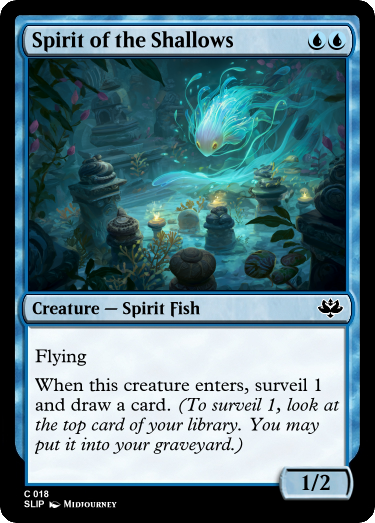 Spirit of the Shallows
Creature — Spirit Fish
Flying
When this creature enters, surveil 1
and draw a card. (To surveil 1, look at
the top card of your library. You may
put it into your graveyard.)
1/2
C 018
SLIP Midjourney